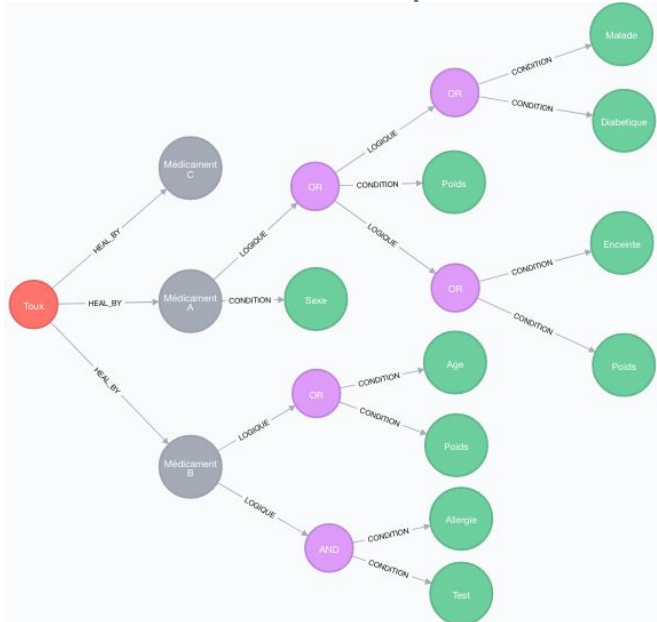 Malade
CONDITION
OR
CONDITION
Diabetique
LOGIQUE
Médicament
C
OR
CONDITION
Poids
HEAL_BY
LOGIQUE
LOGIQUE
Enceinte
CONDITION
OR
Toux
HEAL_BY
Médicament
A
CONDITION
Sexe
CONDITION
Poids
HEAL_BY
Age
CONDITION
OR
CONDITION
LOGIQUE
Poids
Médicament
B
LOGIQUE
Allergie
CONDITION
AND
CONDITION
Test